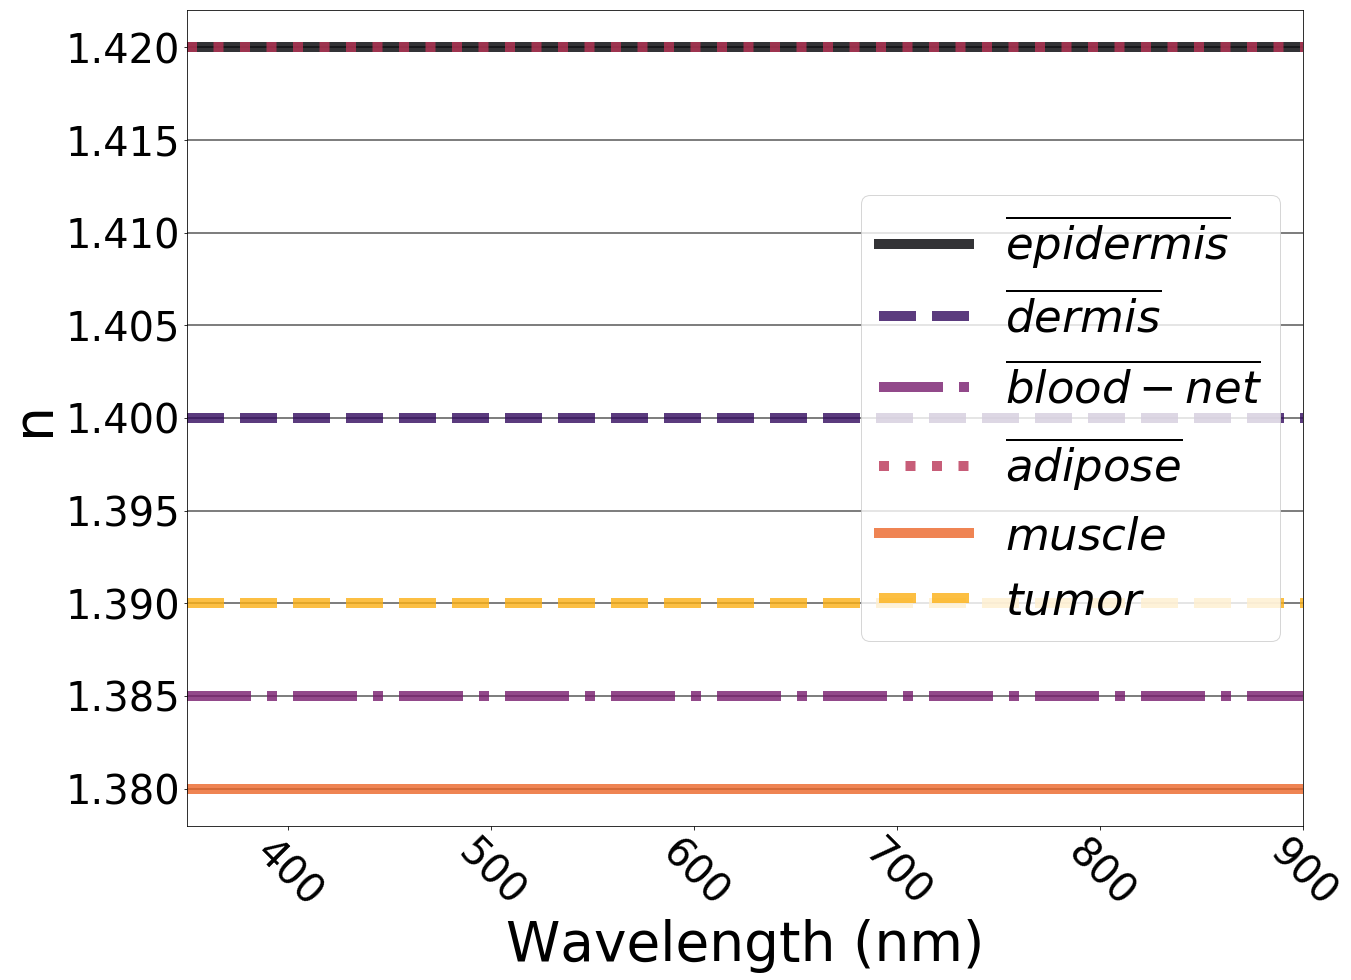 1.420
1.415
1.410
1.405
1.400
1.395
1.390
1.385
1.380
n
epidermis
dermis
blood − net
adipose
muscle
tumor
400 500 600 700 800 900
Wavelength (nm)